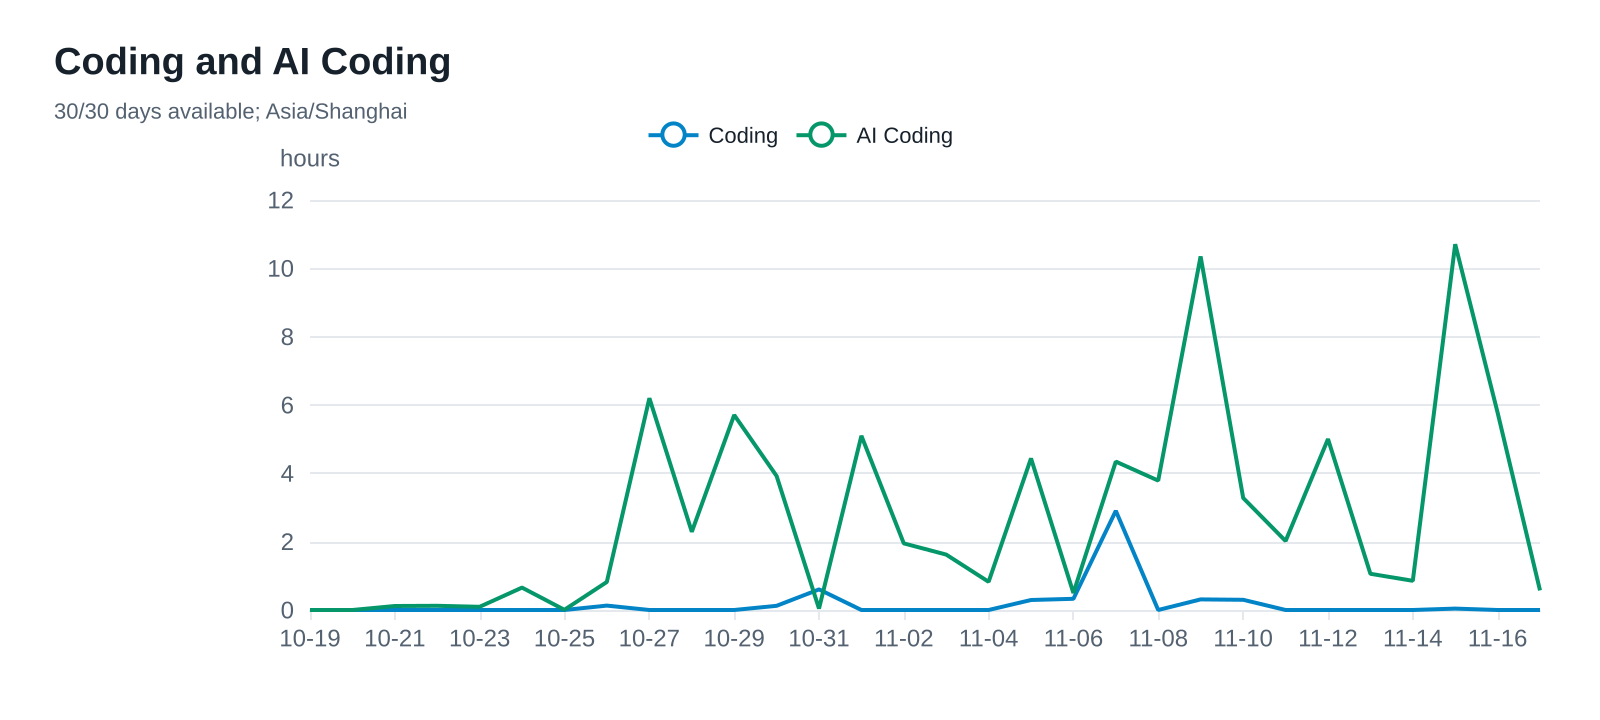 Coding and AI Coding
30/30 days available; Asia/Shanghai
Coding AI Coding
hours
12
10
8
6
4
2
0
10-19 10-21 10-23 10-25 10-27 10-29 10-31 11-02 11-04 11-06 11-08 11-10 11-12 11-14 11-16